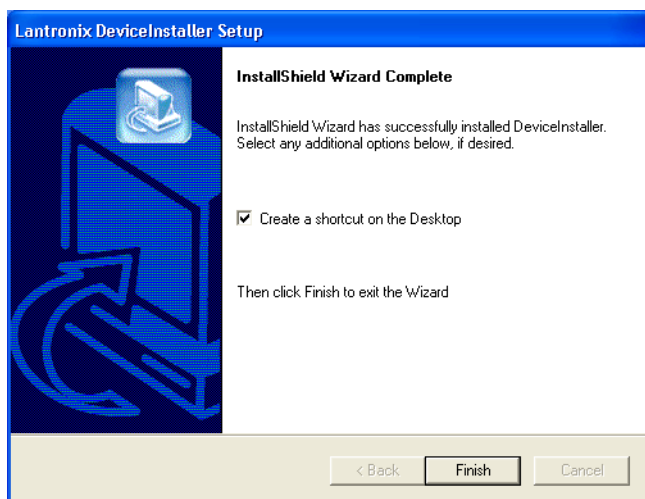 Lantronix DeviceInstaller Setup
InstallShield Wizard Complete
InstallShield Wizard has successfully installed DeviceInstaller.
Select any additional options below, if desired.
Create a shortcut on the Desktop
Then click Finish to exit the Wizard
< Back Finish Cancel